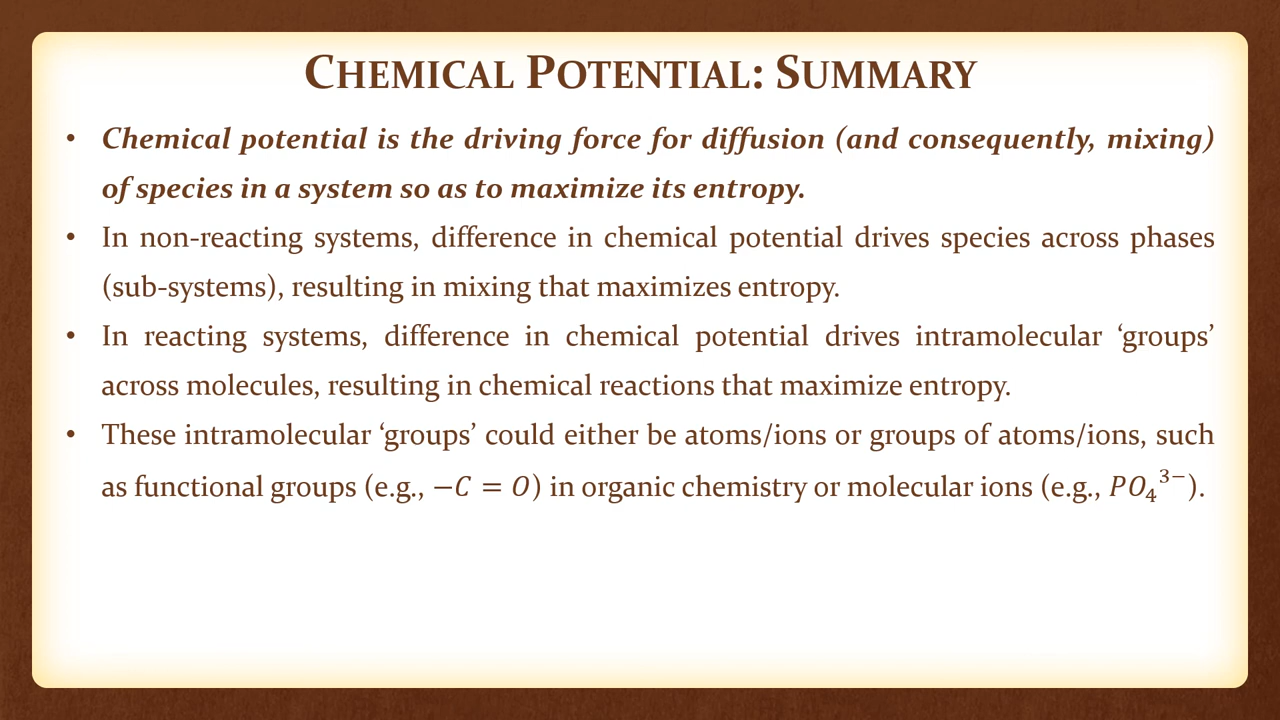 CHEMICAL POTENTIAL: SUMMARY
• Chemical potential is the driving force for diffusion (and consequently, mixing)
of species in a system so as to maximize its entropy.
• In non-reacting systems, difference in chemical potential drives species across phases
(sub-systems), resulting in mixing that maximizes entropy.
• In reacting systems, difference in chemical potential drives intramolecular ‘groups’
across molecules, resulting in chemical reactions that maximize entropy.
• These intramolecular ‘groups’ could either be atoms/ions or groups of atoms/ions, such
as functional groups (e.g., −C = O) in organic chemistry or molecular ions (e.g., PO₄³⁻).